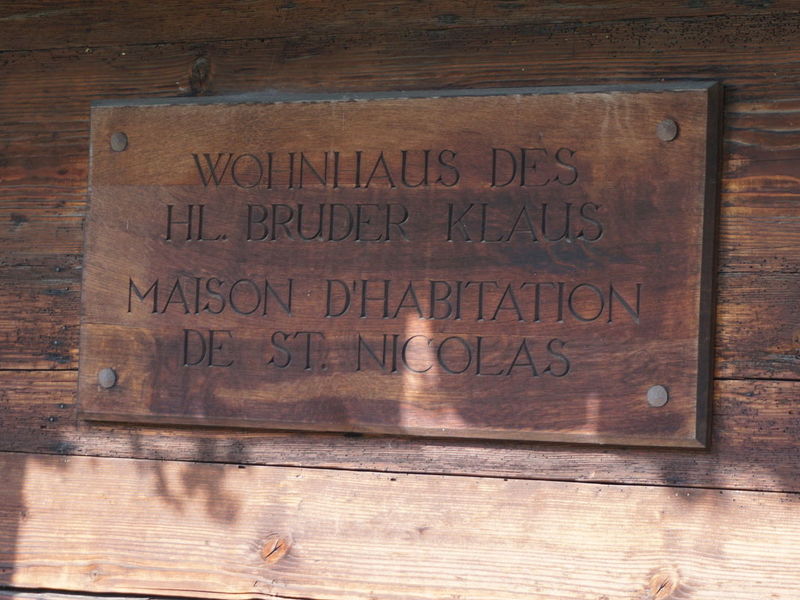 WOHNHAUS DES
HL. BRUDER KLAUS
MAISON D'HABITATION
DE ST. NICOLAS